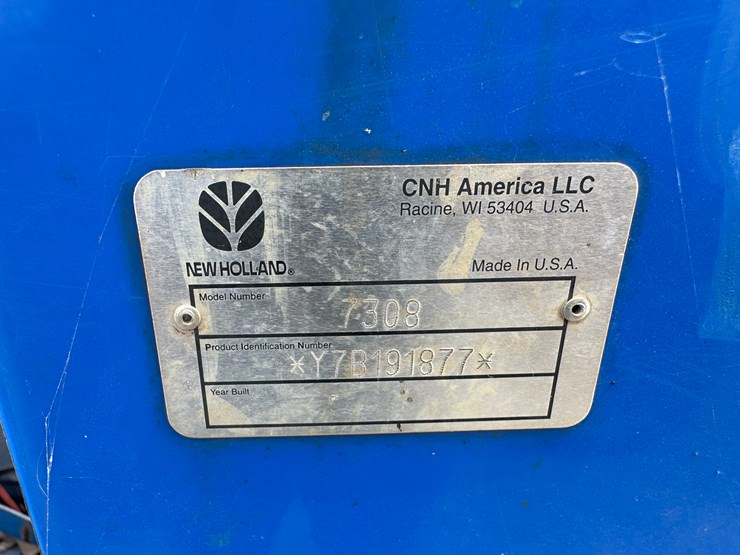 CNH America LLC
Racine, WI 53404 U.S.A.
NEW HOLLAND®
Made In U.S.A.
Model Number
7308
Product Identification Number
*Y7B191877*
Year Built